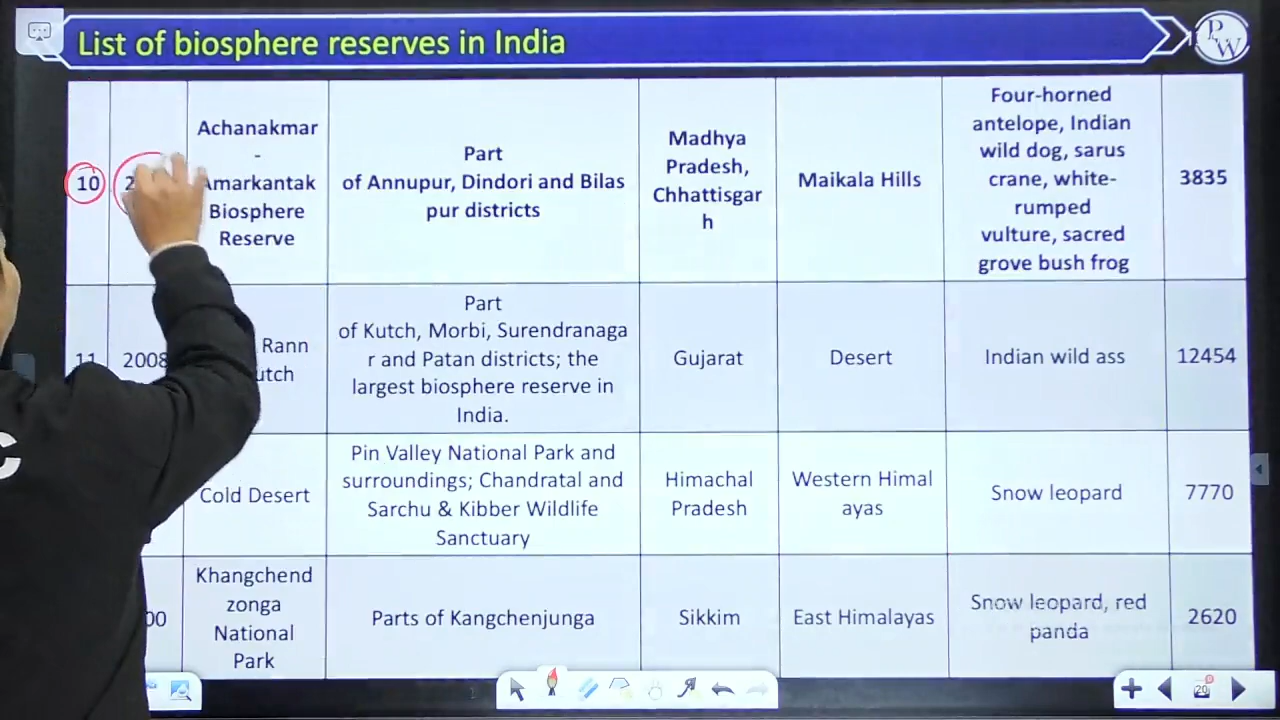 List of biosphere reserves in India
PW
10
Achanakmar
-
Amarkantak
Biosphere
Reserve
Part
of Annupur, Dindori and Bilas
pur districts
Madhya
Pradesh,
Chhattisgar
h
Maikala Hills
Four-horned
antelope, Indian
wild dog, sarus
crane, white-
rumped
vulture, sacred
grove bush frog
3835
11
2008
Rann
Part
of Kutch, Morbi, Surendranaga
r and Patan districts; the
largest biosphere reserve in
India.
Gujarat
Desert
Indian wild ass
12454
Cold Desert
Pin Valley National Park and
surroundings; Chandratal and
Sarchu & Kibber Wildlife
Sanctuary
Himachal
Pradesh
Western Himal
ayas
Snow leopard
7770
Khangchend
zonga
National
Park
Parts of Kangchenjunga
Sikkim
East Himalayas
Snow leopard, red
panda
2620
20